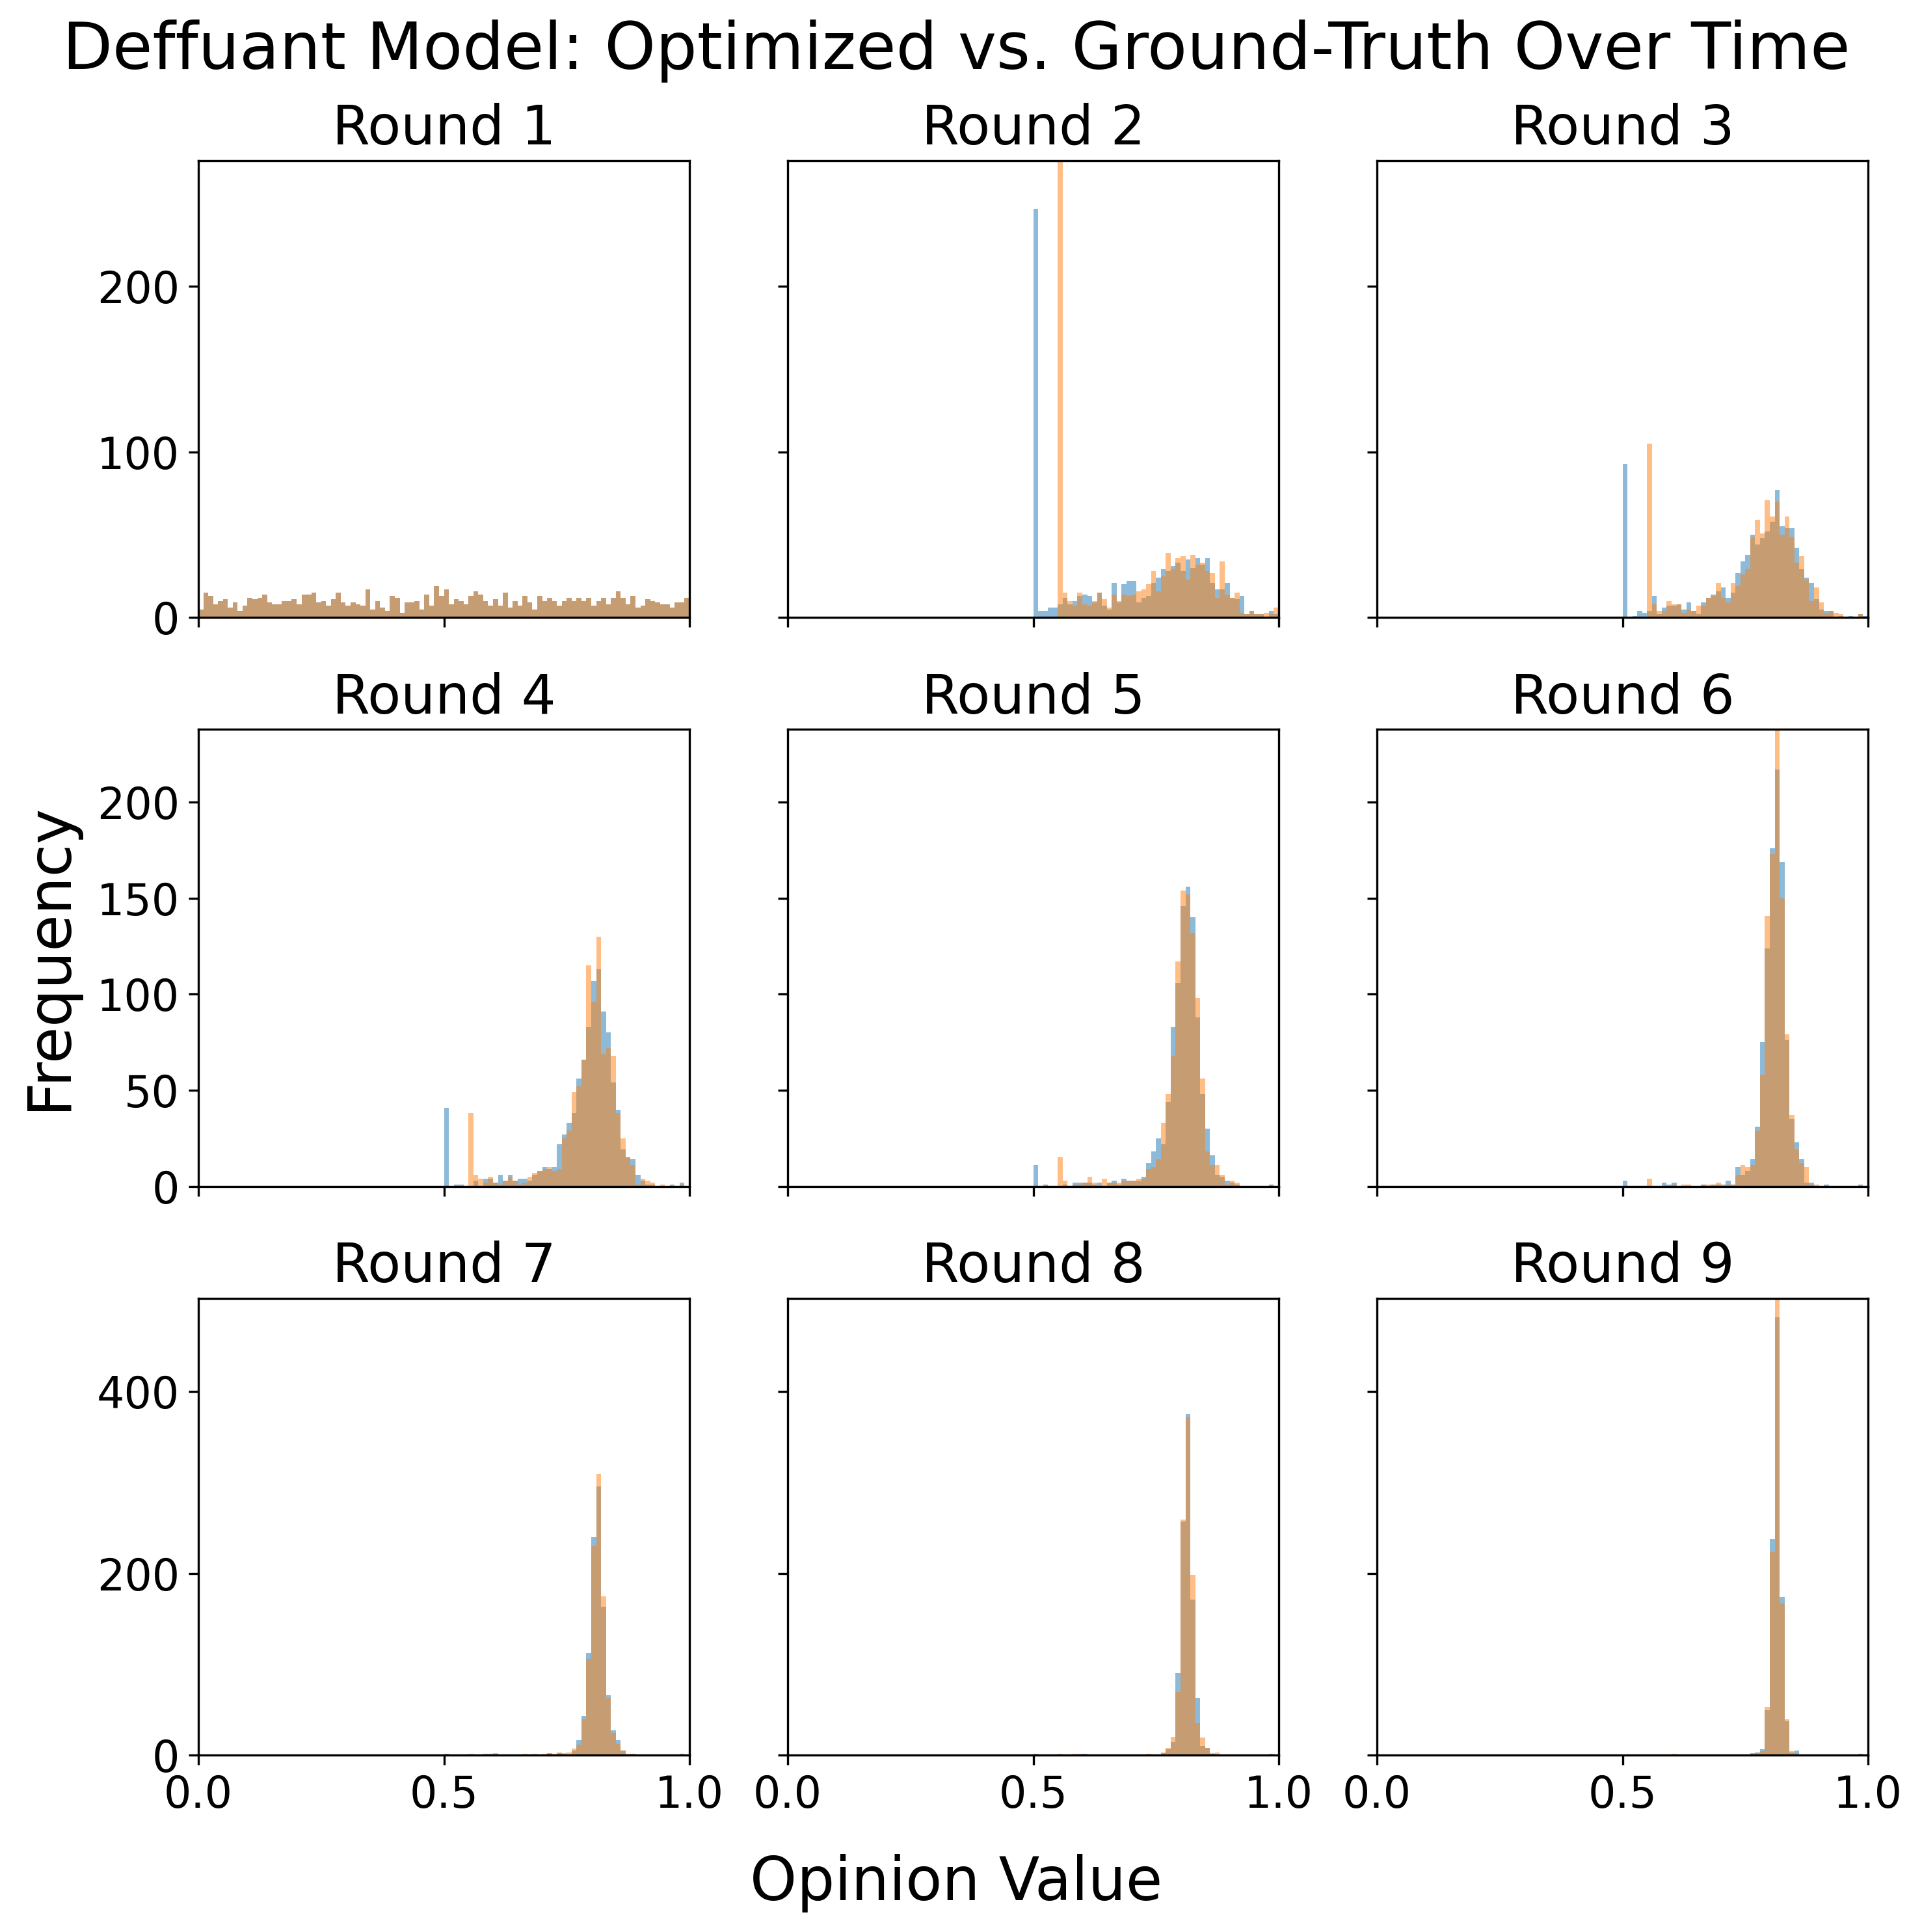 Deffuant Model: Optimized vs. Ground-Truth Over Time
Round 1
Round 2
Round 3
200
100
0
Round 4
Round 5
Round 6
200
150
100
50
0
Frequency
Round 7
Round 8
Round 9
400
200
0
0.0 0.5 1.0 0.0 0.5 1.0 0.0 0.5 1.0
Opinion Value